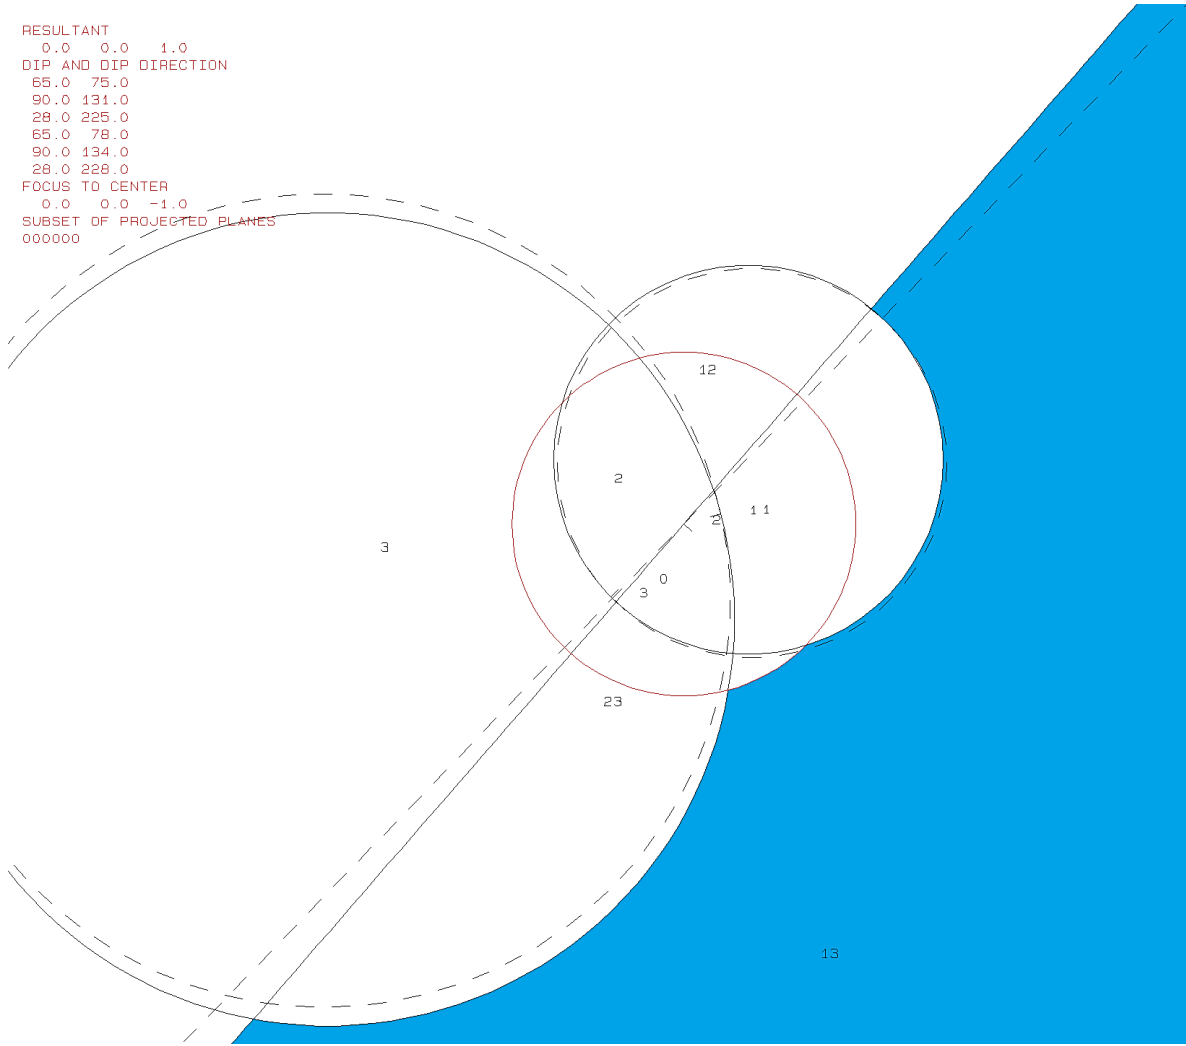 RESULTANT
0.0 0.0 1.0
DIP AND DIP DIRECTION
65.0 75.0
90.0 131.0
28.0 225.0
65.0 78.0
90.0 134.0
28.0 228.0
FOCUS TO CENTER
0.0 0.0 -1.0
SUBSET OF PROJECTED PLANES
000000
12
2
1 1
2
3
0
3
23
13